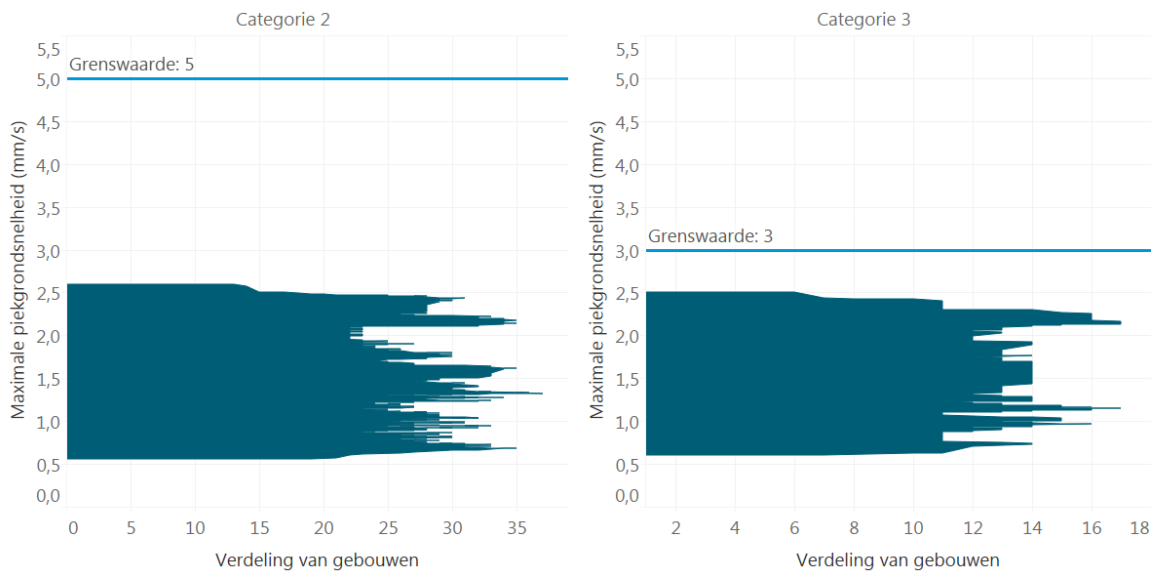 Categorie 2
Maximale piekgrondsnelheid (mm/s)
5,5
Grenswaarde: 5
5,0
4,5
4,0
3,5
3,0
2,5
2,0
1,5
1,0
0,5
0,0
0 5 10 15 20 25 30 35
Verdeling van gebouwen
Categorie 3
Maximale piekgrondsnelheid (mm/s)
5,5
5,0
4,5
4,0
3,5
Grenswaarde: 3
3,0
2,5
2,0
1,5
1,0
0,5
0,0
2 4 6 8 10 12 14 16 18
Verdeling van gebouwen